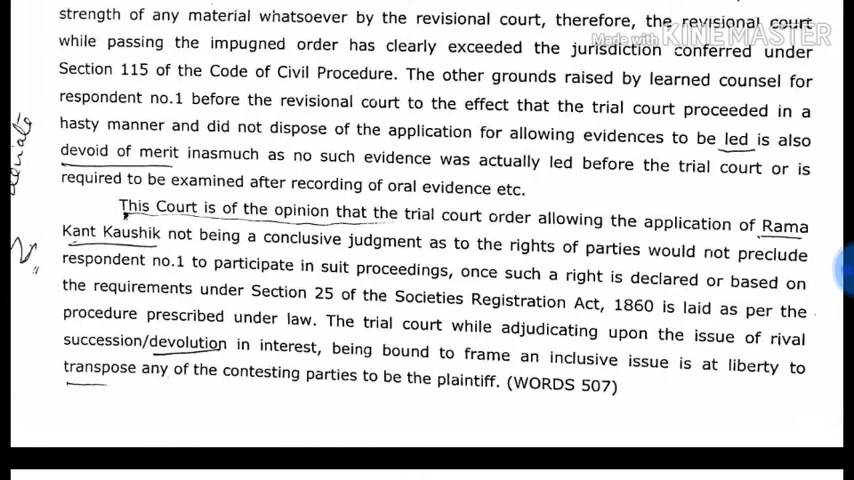 strength of any material whatsoever by the revisional court, therefore, the revisional court
Made with KINEMASTER
while passing the impugned order has clearly exceeded the jurisdiction conferred under
Section 115 of the Code of Civil Procedure. The other grounds raised by learned counsel for
respondent no.1 before the revisional court to the effect that the trial court proceeded in a
hasty manner and did not dispose of the application for allowing evidences to be led is also
devoid of merit inasmuch as no such evidence was actually led before the trial court or is
required to be examined after recording of oral evidence etc.
This Court is of the opinion that the trial court order allowing the application of Rama
Kant Kaushik not being a conclusive judgment as to the rights of parties would not preclude
respondent no.1 to participate in suit proceedings, once such a right is declared or based on
the requirements under Section 25 of the Societies Registration Act, 1860 is laid as per the
procedure prescribed under law. The trial court while adjudicating upon the issue of rival
succession/devolution in interest, being bound to frame an inclusive issue is at liberty to
transpose any of the contesting parties to be the plaintiff. (WORDS 507)